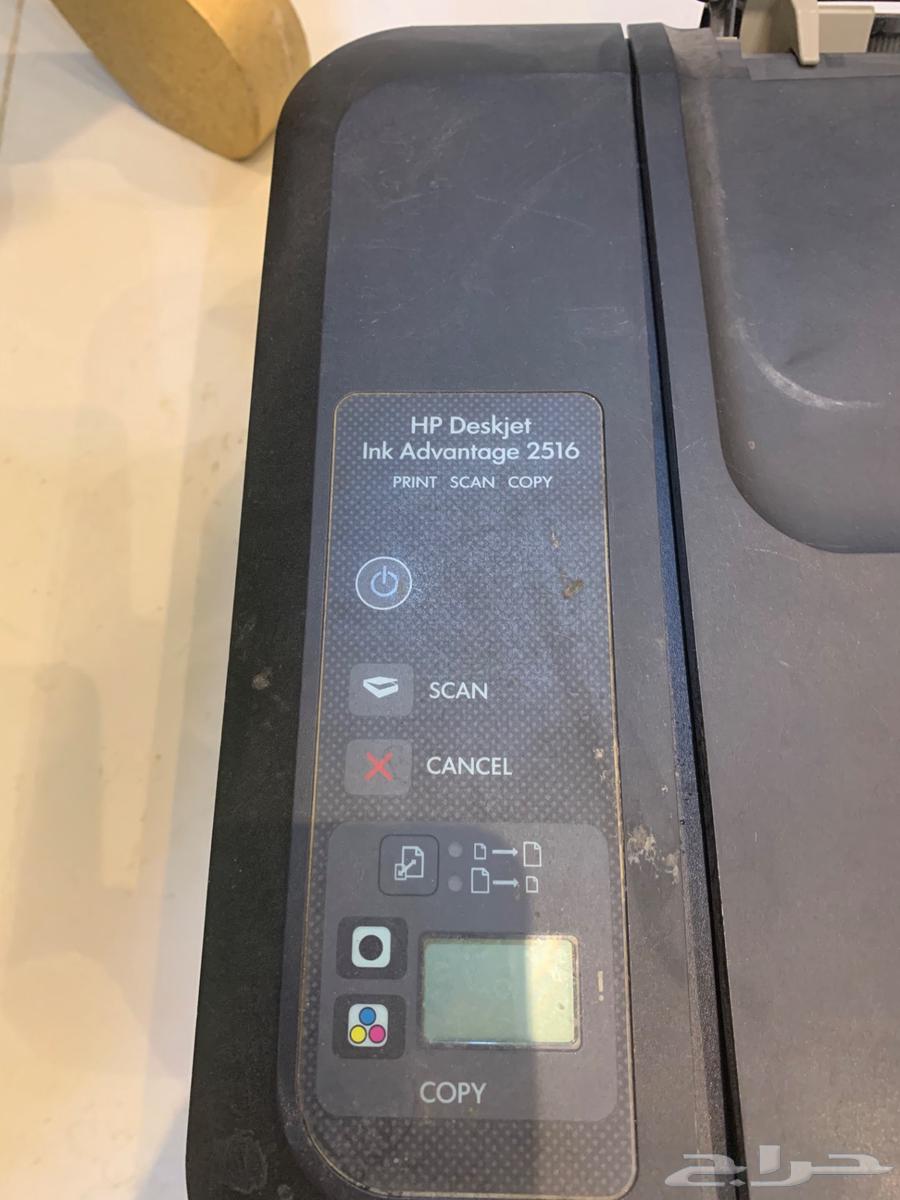 HP Deskjet
Ink Advantage 2516
PRINT SCAN COPY
SCAN
CANCEL
!
COPY
حراج